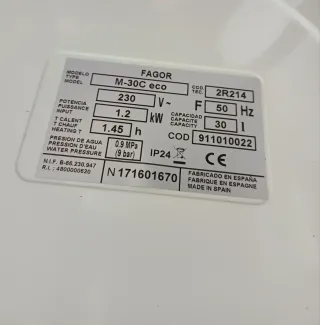 FAGOR
MODELO
TYPE
MODEL
M-30C eco
COD.
TEC.
2R214
POTENCIA
PUISSANCE
INPUT
230 V~
F 50 Hz
1.2 kW
CAPACIDAD
CAPACITE
CAPACITY
30 l
T CALENT
T CHAUF
HEATING T
1.45 h
COD 911010022
PRESION DE AGUA
PRESSION D'EAU
WATER PRESSURE
0.9 MPa
(9 bar)
IP24
CE
N.I.F. B-66.230.947
R.I.: 4800000620
N 171601670
FABRICADO EN ESPAÑA
FABRIQUE EN ESPAGNE
MADE IN SPAIN